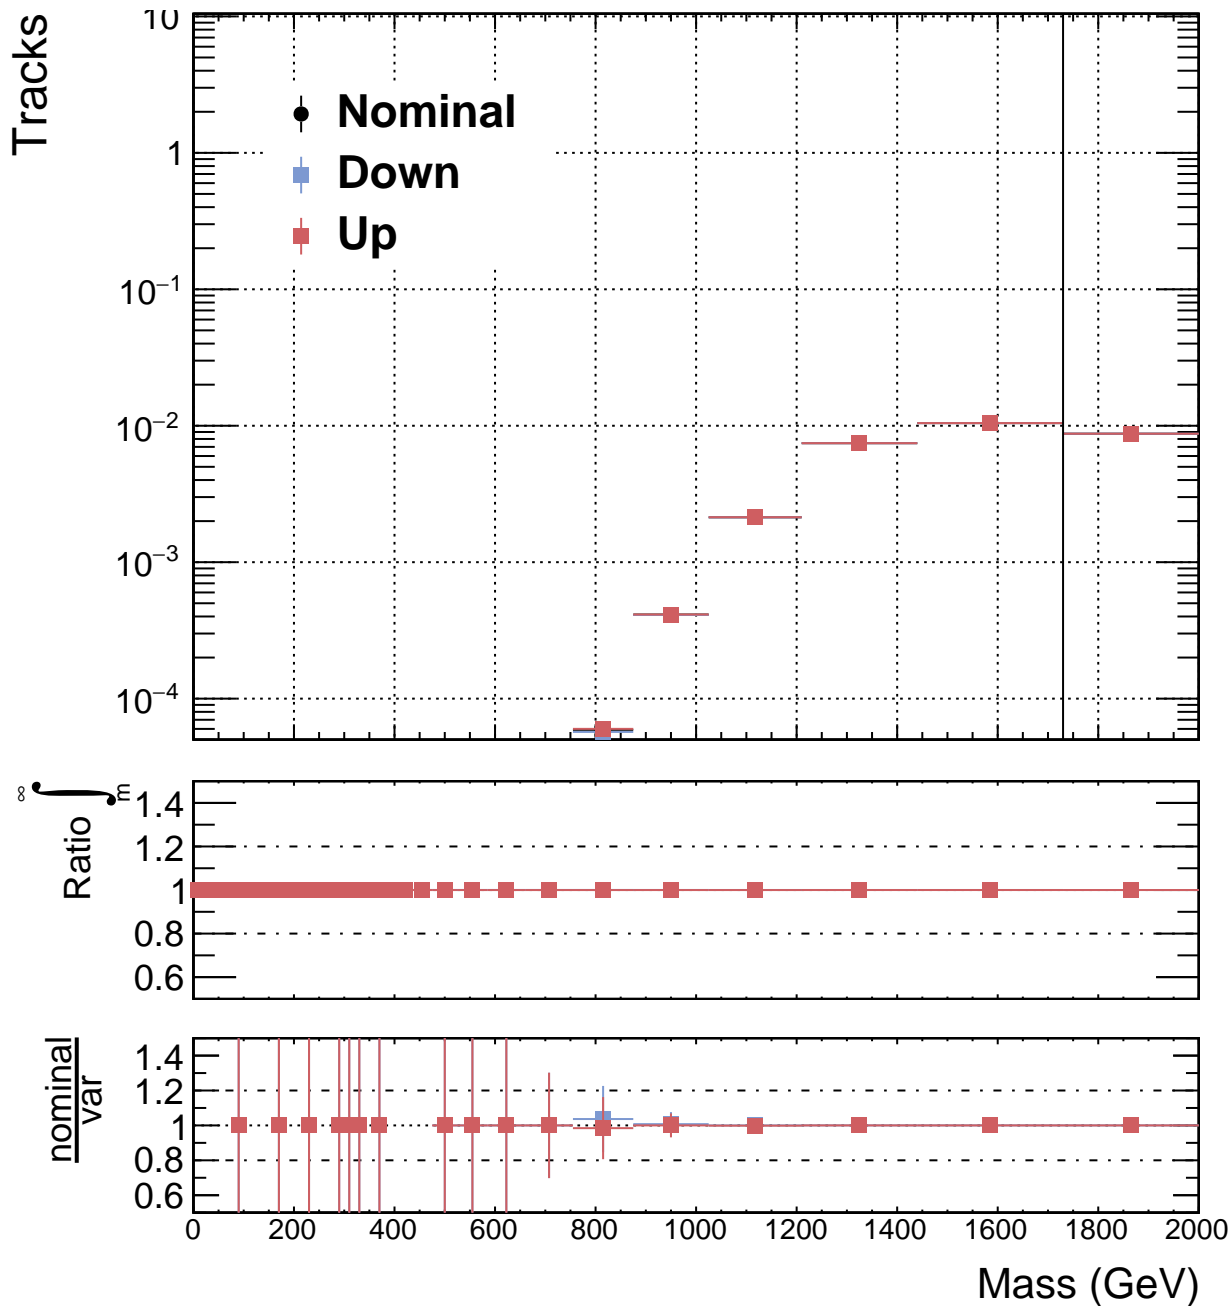 Tracks
10
1
10−1
10−2
10−3
10−4
Nominal
Down
Up
Ratio ∫m∞
1.4
1.2
1
0.8
0.6
nominal
var
1.4
1.2
1
0.8
0.6
0 200 400 600 800 1000 1200 1400 1600 1800 2000
Mass (GeV)